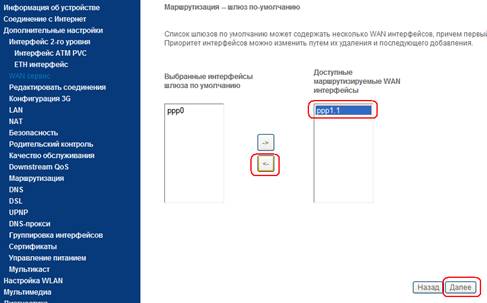 Информация об устройстве
Соединение с Интернет
Дополнительные настройки
Интерфейс 2-го уровня
Интерфейс ATM PVC
ETH интерфейс
WAN сервис
Редактировать соединения
Конфигурация 3G
LAN
NAT
Безопасность
Родительский контроль
Качество обслуживания
Downstream QoS
Маршрутизация
DNS
DSL
UPNP
DNS-прокси
Группировка интерфейсов
Сертификаты
Управление питанием
Мультикаст
Настройка WLAN
Мультимедиа
Диагностика
Маршрутизация -- шлюз по-умолчанию
Список шлюзов по умолчанию может содержать несколько WAN интерфейсов, причем первый
Приоритет интерфейсов можно изменить путем их удаления и последующего добавления.
Выбранные интерфейсы
шлюза по умолчанию
ppp0
->
<-
Доступные
маршрутизируемые WAN
интерфейсы
ppp1.1
Назад
Далее